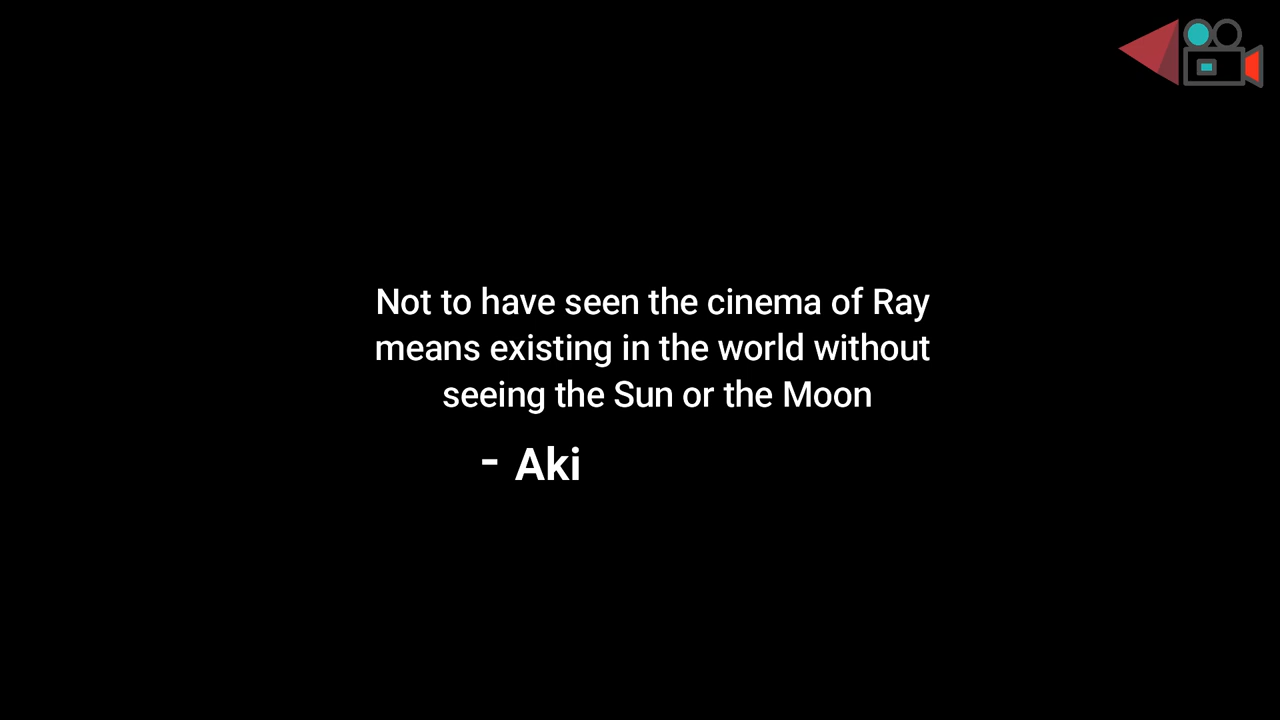 Not to have seen the cinema of Ray
means existing in the world without
seeing the Sun or the Moon
- Aki